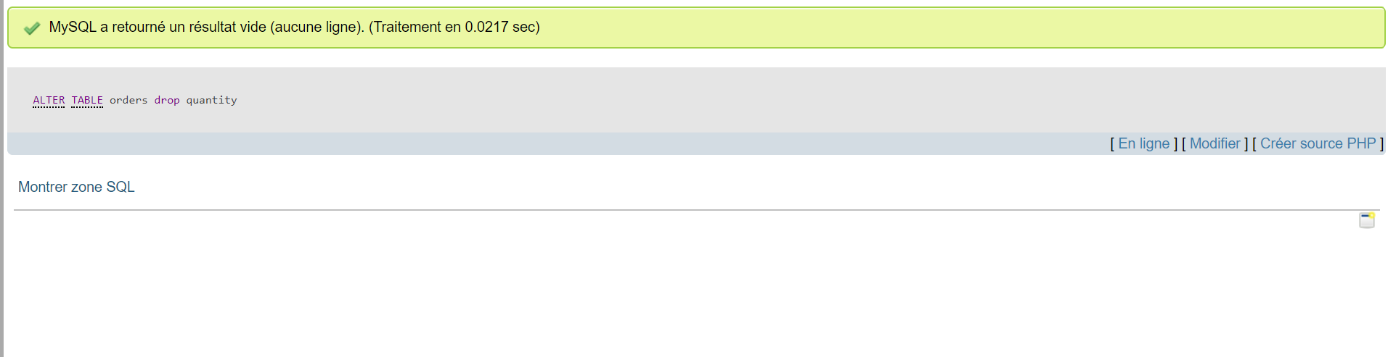 MySQL a retourné un résultat vide (aucune ligne). (Traitement en 0.0217 sec)
ALTER TABLE orders drop quantity
[ En ligne ] [ Modifier ] [ Créer source PHP ]
Montrer zone SQL